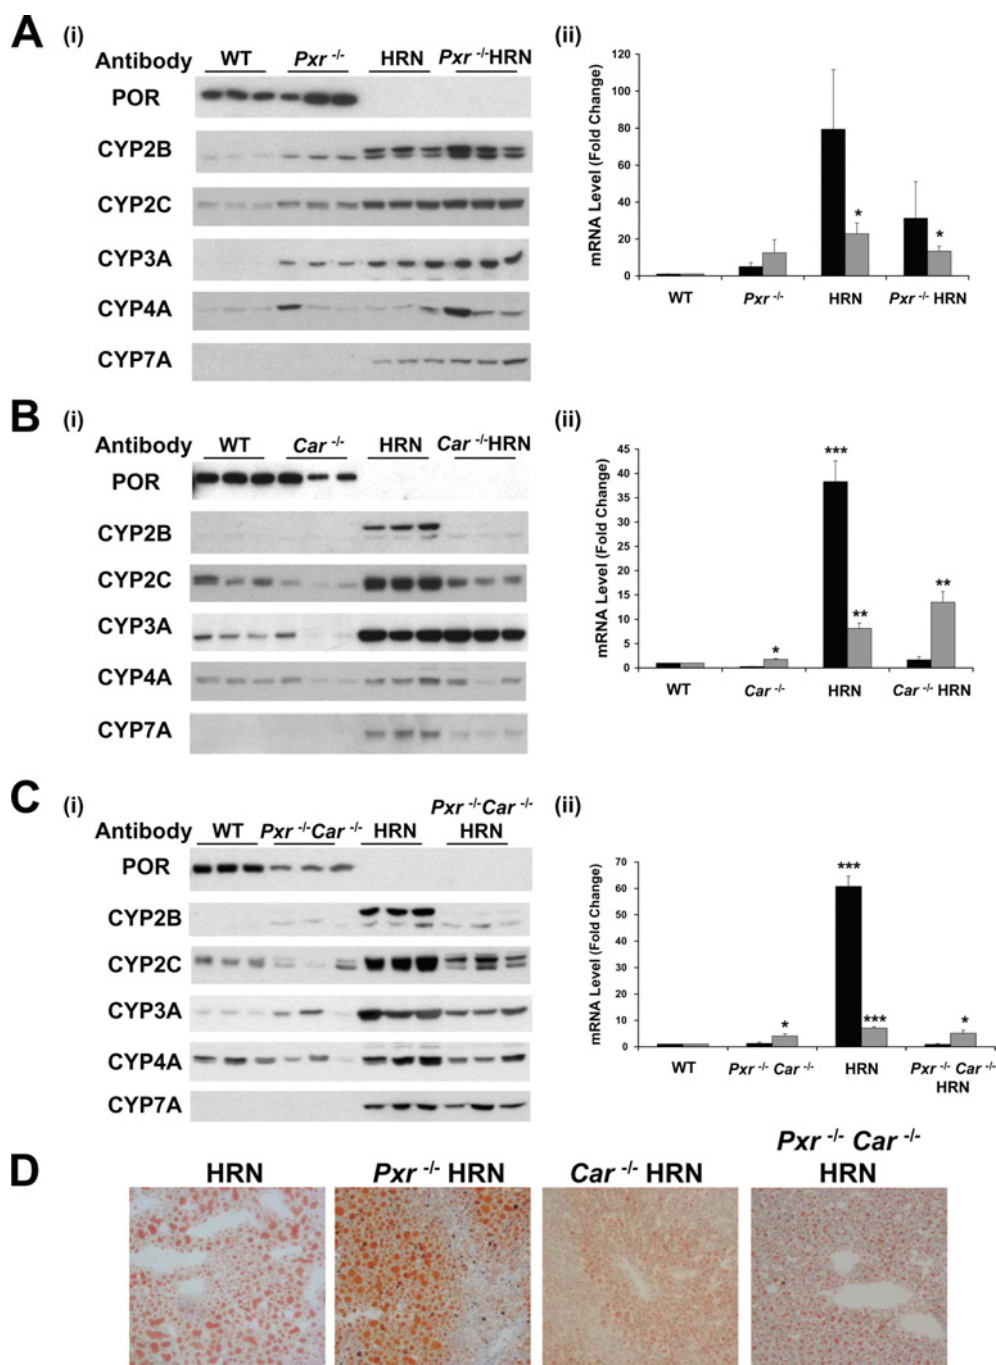 A (i) (ii)
Antibody WT Pxr -/- HRN Pxr -/-HRN
POR
CYP2B
CYP2C
CYP3A
CYP4A
CYP7A
mRNA Level (Fold Change)
120
100
80
60
40
20
0
* *
WT Pxr -/- HRN Pxr -/- HRN
B (i) (ii)
Antibody WT Car -/- HRN Car -/-HRN
POR
CYP2B
CYP2C
CYP3A
CYP4A
CYP7A
mRNA Level (Fold Change)
45
40
35
30
25
20
15
10
5
0
* *** ** **
WT Car -/- HRN Car -/- HRN
C (i) (ii)
Pxr -/-Car -/-
Antibody WT Pxr -/-Car -/- HRN HRN
POR
CYP2B
CYP2C
CYP3A
CYP4A
CYP7A
mRNA Level (Fold Change)
70
60
50
40
30
20
10
0
* *** *** *
WT Pxr -/- Car -/- HRN Pxr -/- Car -/-
HRN
Pxr -/- Car -/-
D HRN Pxr -/- HRN Car -/- HRN HRN